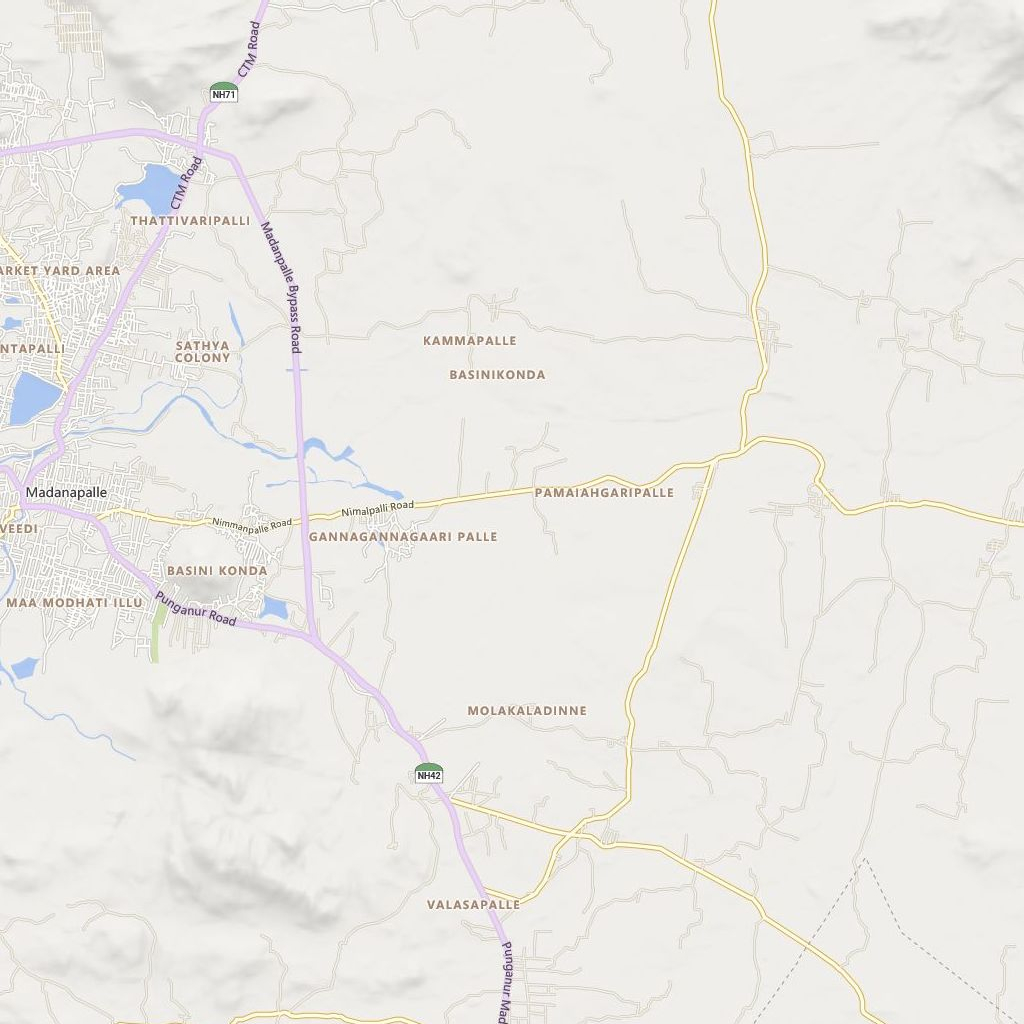 CTM Road
NH71
CTM Road
THATTIVARIPALLI
Madanpalle Bypass Road
ARKET YARD AREA
KAMMAPALLE
NTAPALLI
SATHYA
COLONY
BASINIKONDA
Madanapalle
PAMAIAHGARIPALLE
Nimalpalli Road
Nimmanpalle Road
VEEDI
GANNAGANNAGAARI PALLE
BASINI KONDA
MAA MODHATI ILLU
Punganur Road
MOLAKALADINNE
NH42
VALASAPALLE
Punganur Mad